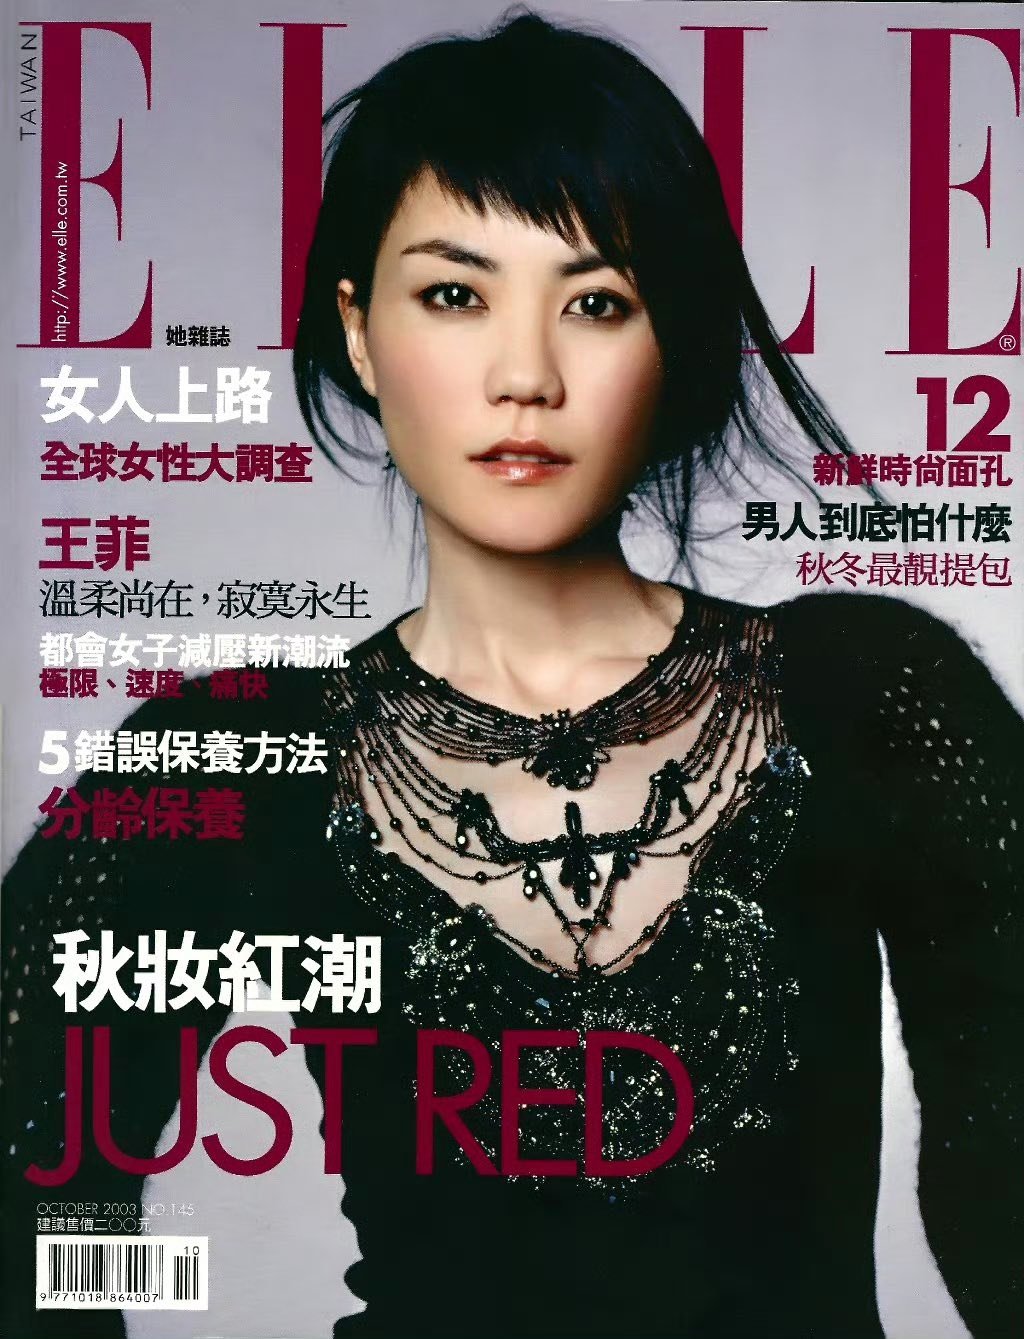 TAIWAN
ELLE
®
http://www.elle.com.tw
她雜誌
女人上路
全球女性大調查
王菲
溫柔尚在，寂寞永生
都會女子減壓新潮流
極限、速度、痛快
5錯誤保養方法
分齡保養
12
新鮮時尚面孔
男人到底怕什麼
秋冬最靚提包
秋妝紅潮
JUST RED
OCTOBER 2003 NO.145
建議售價二〇〇元
10
9 771018 864007